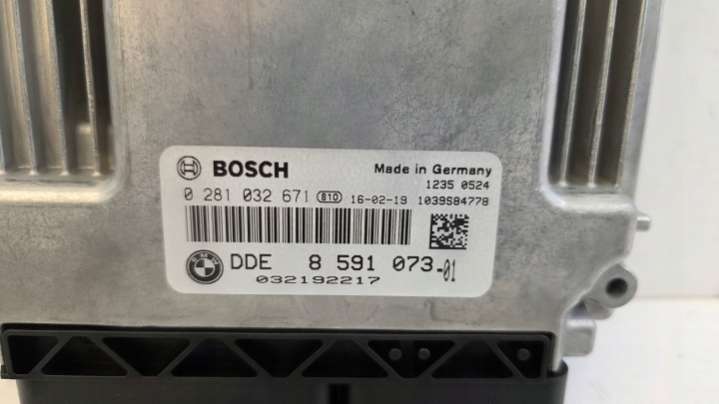 BOSCH Made in Germany
1235 0524
0 281 032 671 B10 16-02-19 1039S84778
DDE 8 591 073-01
032192217